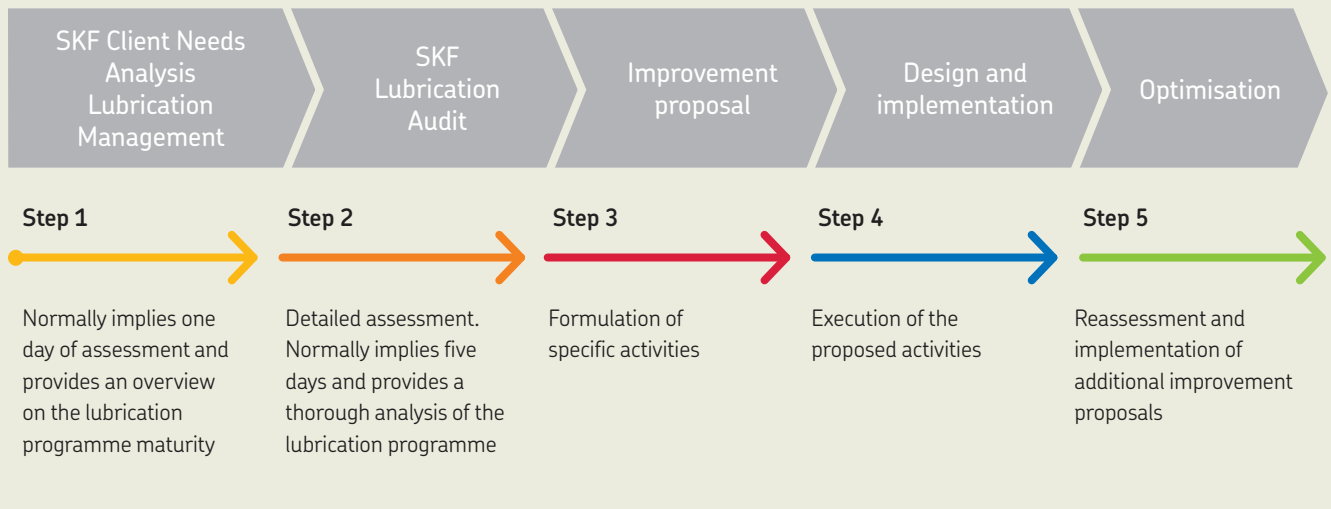 SKF Client Needs
Analysis
Lubrication
Management
SKF
Lubrication
Audit
Improvement
proposal
Design and
implementation
Optimisation
Step 1
Normally implies one
day of assessment and
provides an overview
on the lubrication
programme maturity
Step 2
Detailed assessment.
Normally implies five
days and provides a
thorough analysis of the
lubrication programme
Step 3
Formulation of
specific activities
Step 4
Execution of the
proposed activities
Step 5
Reassessment and
implementation of
additional improvement
proposals